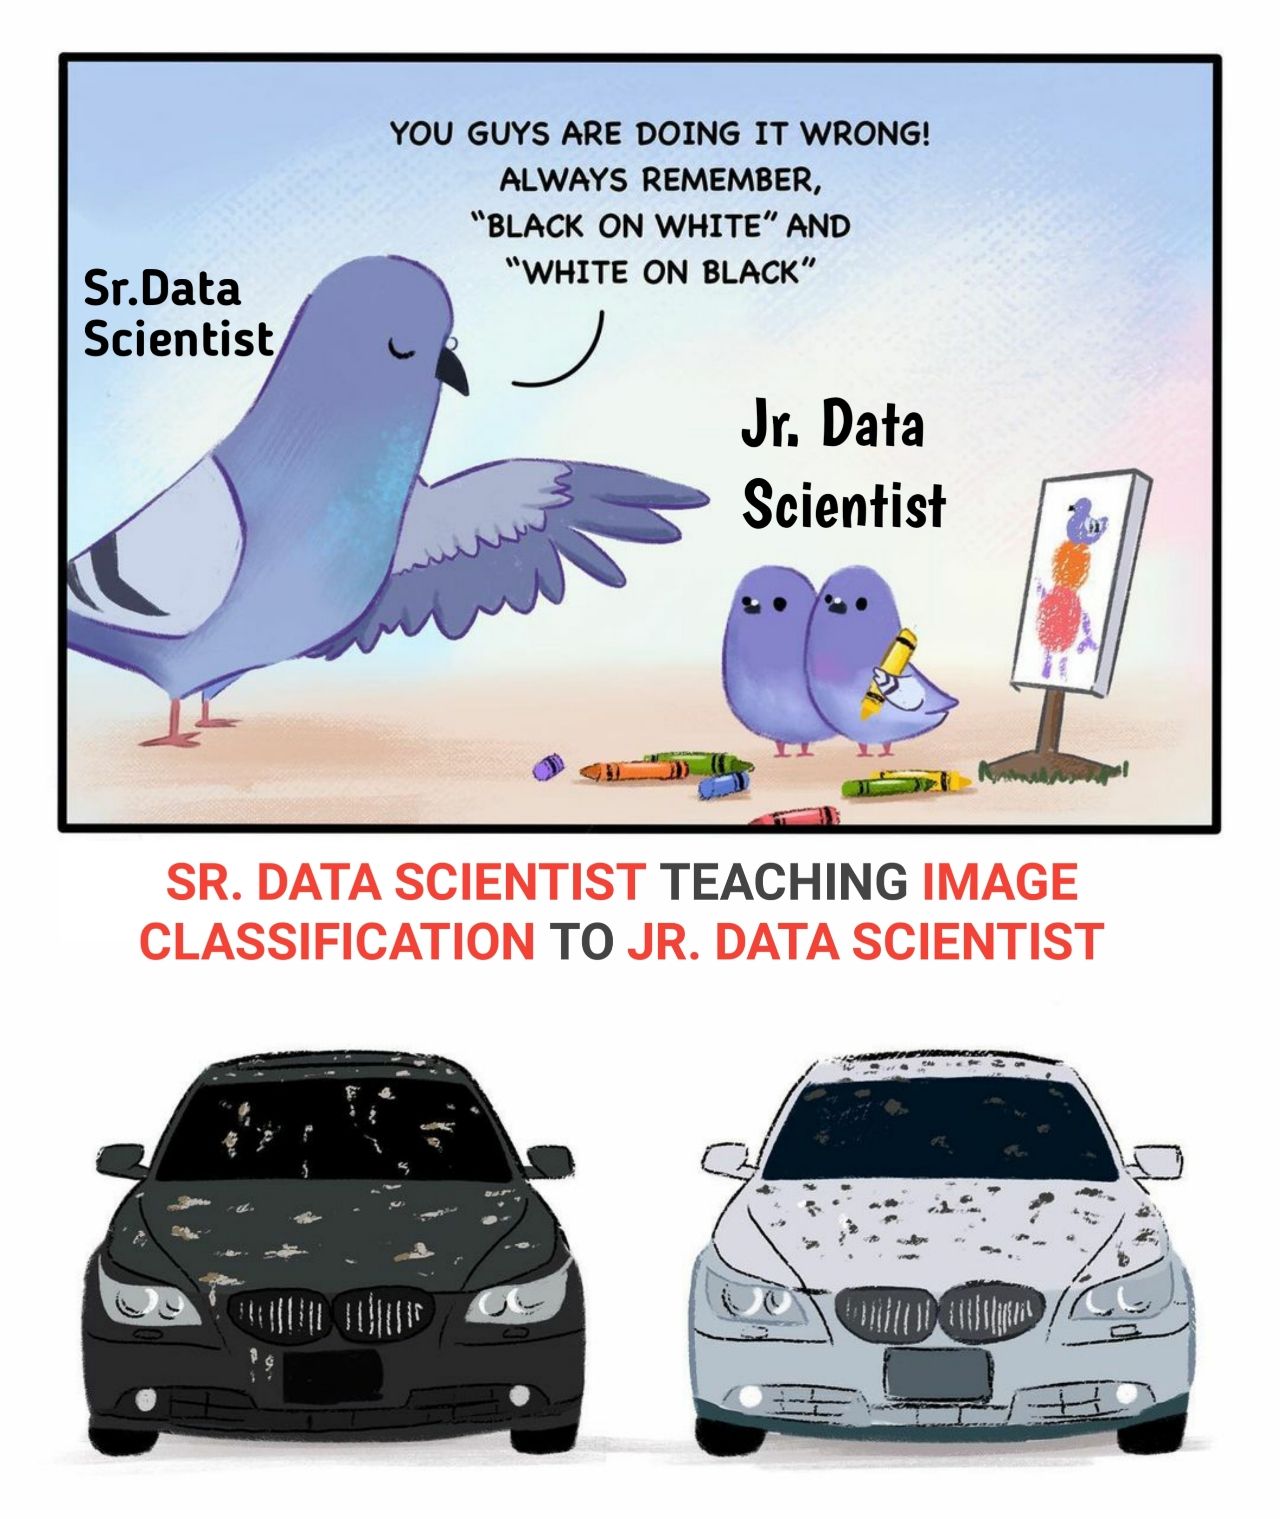 YOU GUYS ARE DOING IT WRONG!
ALWAYS REMEMBER,
“BLACK ON WHITE” AND
“WHITE ON BLACK”
Sr.Data
Scientist
Jr. Data
Scientist
SR. DATA SCIENTIST TEACHING IMAGE
CLASSIFICATION TO JR. DATA SCIENTIST